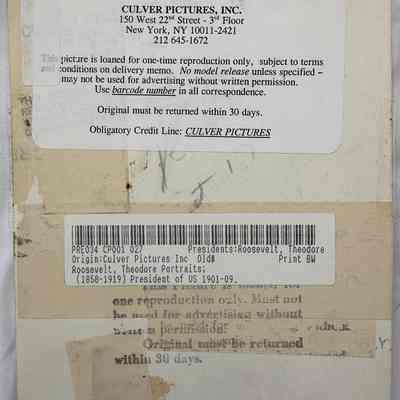 CULVER PICTURES, INC.
150 West 22nd Street - 3rd Floor
New York, NY 10011-2421
212 645-1672
This picture is loaned for one-time reproduction only, subject to terms
and conditions on delivery memo. No model release unless specified –
may not be used for advertising without written permission.
Use barcode number in all correspondence.
Original must be returned within 30 days.
Obligatory Credit Line: CULVER PICTURES
PRE034 CP001 027 Presidents:Roosevelt, Theodore
Origin:Culver Pictures Inc Old# Print BW
Roosevelt, Theodore Portraits;
(1858-1919) President of US 1901-09.
one reproduction only. Must not
be used for advertising without
permission.
Original must be returned
within 30 days.